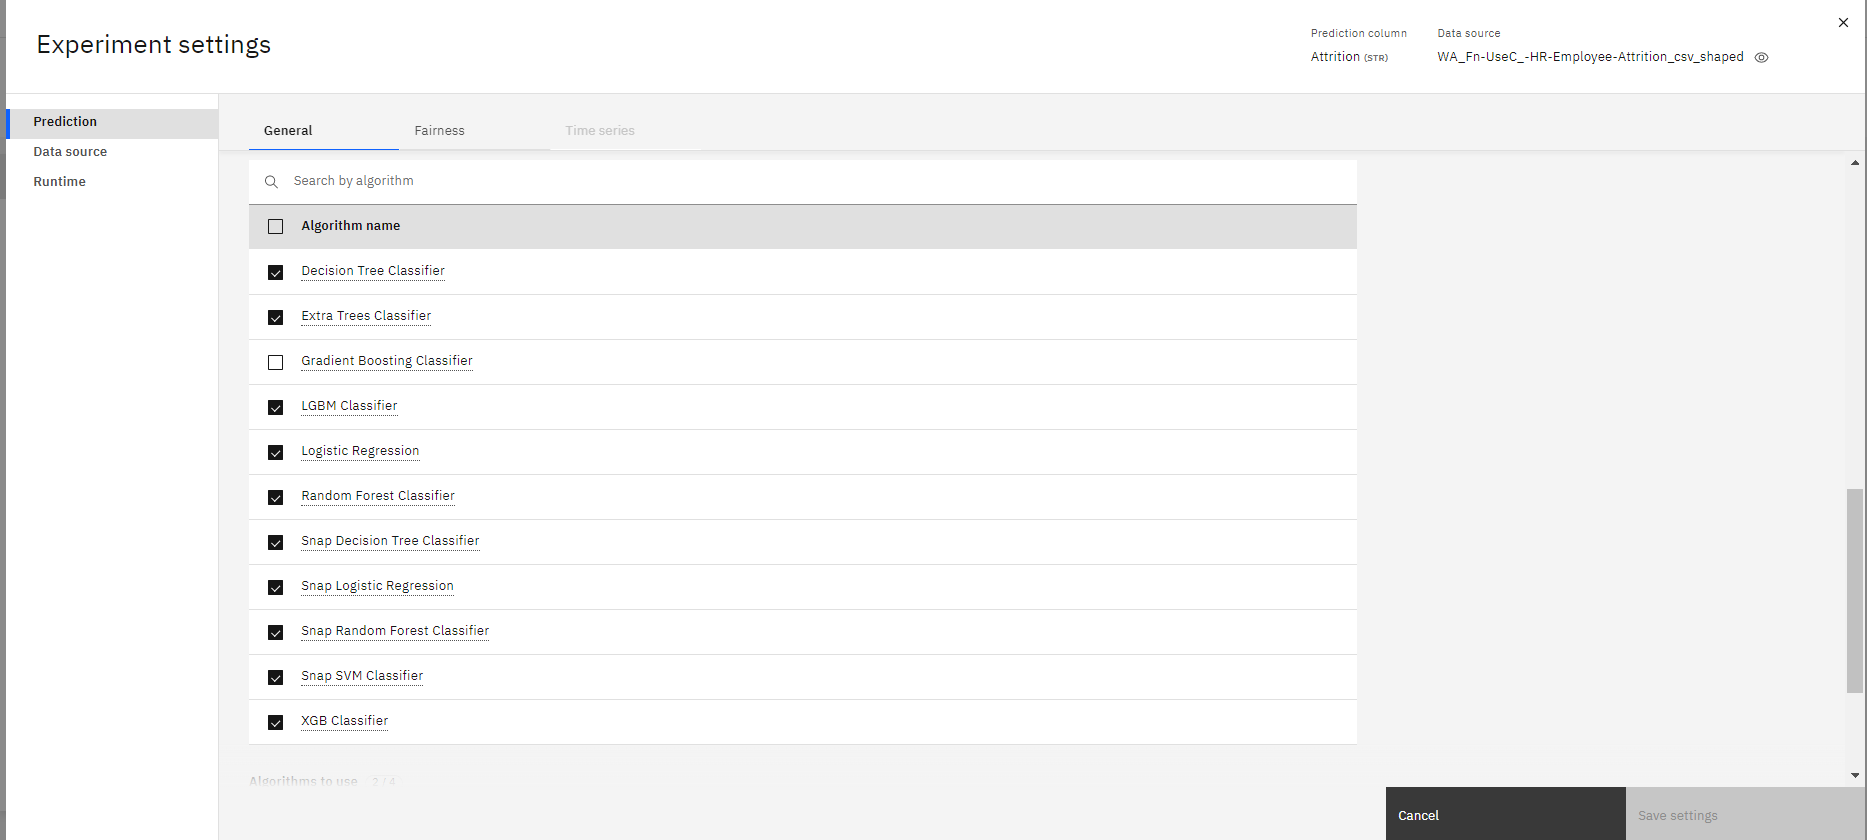 Experiment settings
Prediction column
Attrition (STR)
Data source
WA_Fn-UseC_-HR-Employee-Attrition_csv_shaped
Prediction
Data source
Runtime
General
Fairness
Time series
Search by algorithm
Algorithm name
Decision Tree Classifier
Extra Trees Classifier
Gradient Boosting Classifier
LGBM Classifier
Logistic Regression
Random Forest Classifier
Snap Decision Tree Classifier
Snap Logistic Regression
Snap Random Forest Classifier
Snap SVM Classifier
XGB Classifier
Algorithms to use 2 / 4
Cancel
Save settings